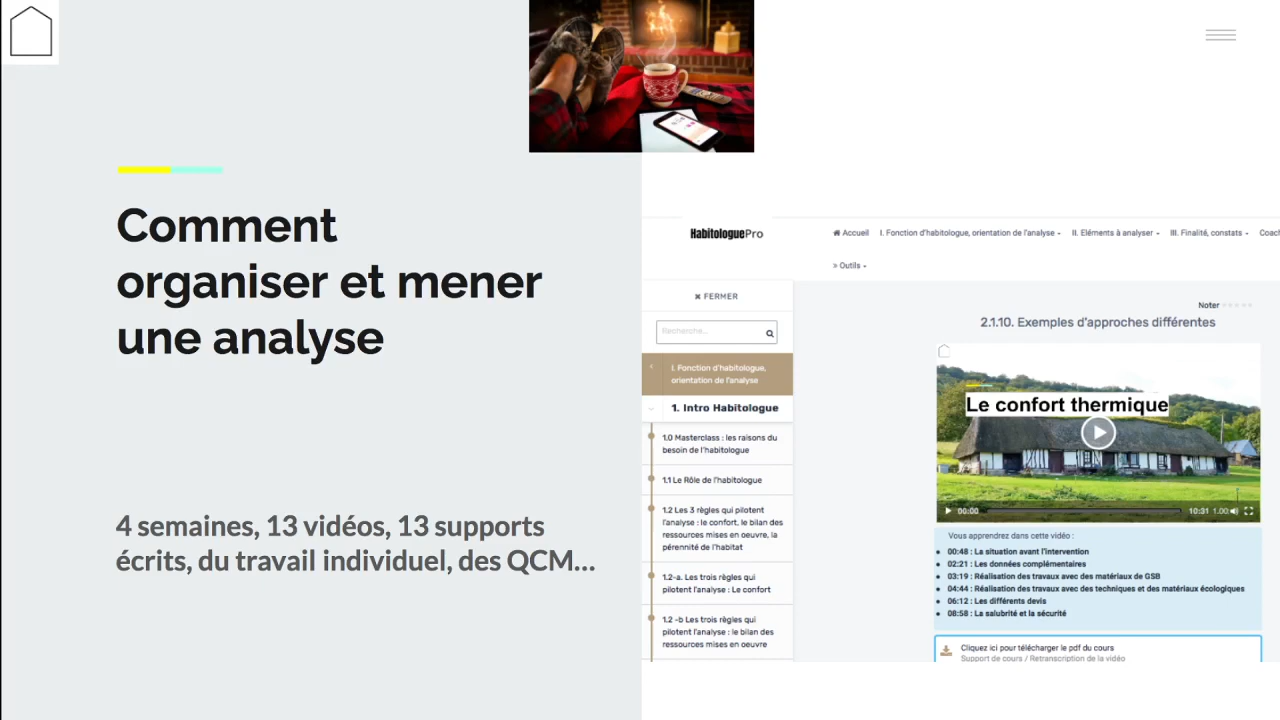 Comment
organiser et mener
une analyse
4 semaines, 13 vidéos, 13 supports
écrits, du travail individuel, des QCM...
HabitologuePro
Accueil
I. Fonction d'habitologue, orientation de l'analyse
II. Eléments à analyser
III. Finalité, constats
Coach
» Outils
✖ FERMER
Recherche...
I. Fonction d'habitologue,
orientation de l'analyse
1. Intro Habitologue
1.0 Masterclass : les raisons du
besoin de l'habitologue
1.1 Le Rôle de l'habitologue
1.2 Les 3 règles qui pilotent
l'analyse : le confort, le bilan des
ressources mises en oeuvre, la
pérennité de l'habitat
1.2-a. Les trois règles qui
pilotent l'analyse : Le confort
1.2 -b Les trois règles qui
pilotent l'analyse : le bilan des
ressources mises en oeuvre
Noter
2.1.10. Exemples d'approches différentes
Le confort thermique
00:00
10:31
1.00
Vous apprendrez dans cette vidéo :
00:48 : La situation avant l'intervention
02:21 : Les données complémentaires
03:19 : Réalisation des travaux avec des matériaux de GSB
04:44 : Réalisation des travaux avec des techniques et des matériaux écologiques
06:12 : Les différents devis
08:58 : La salubrité et la sécurité
Cliquez ici pour télécharger le pdf du cours
Support de cours / Retranscription de la vidéo